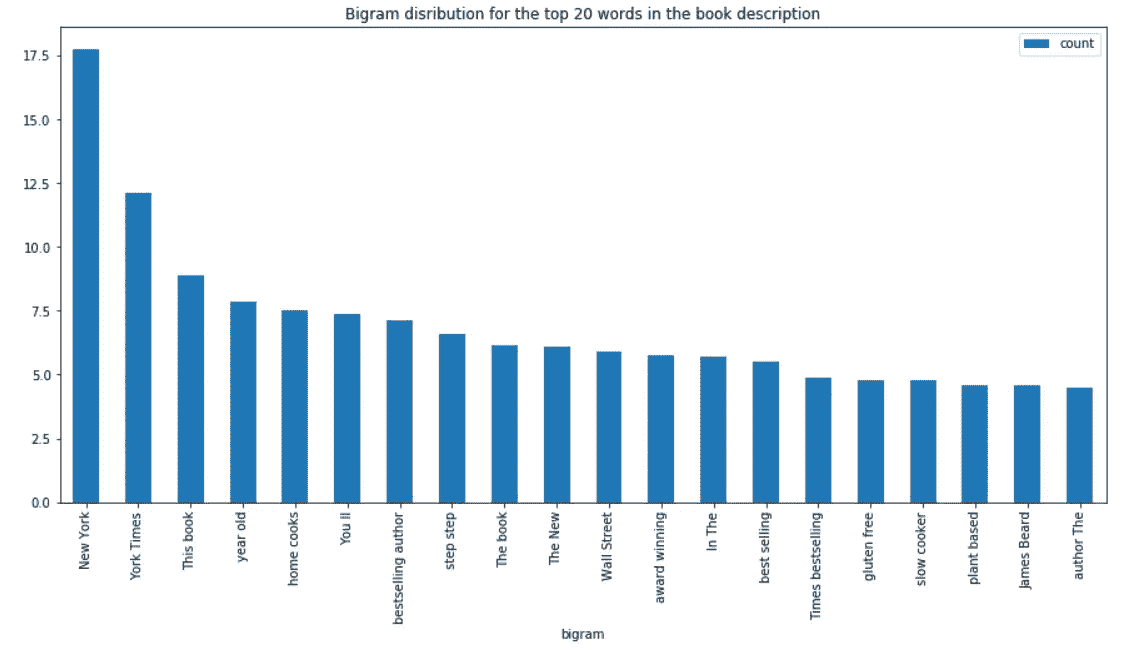 Bigram disribution for the top 20 words in the book description
count
17.5
15.0
12.5
10.0
7.5
5.0
2.5
0.0
New York
York Times
This book
year old
home cooks
You ll
bestselling author
step step
The book
The New
Wall Street
award winning
In The
best selling
Times bestselling
gluten free
slow cooker
plant based
James Beard
author The
bigram